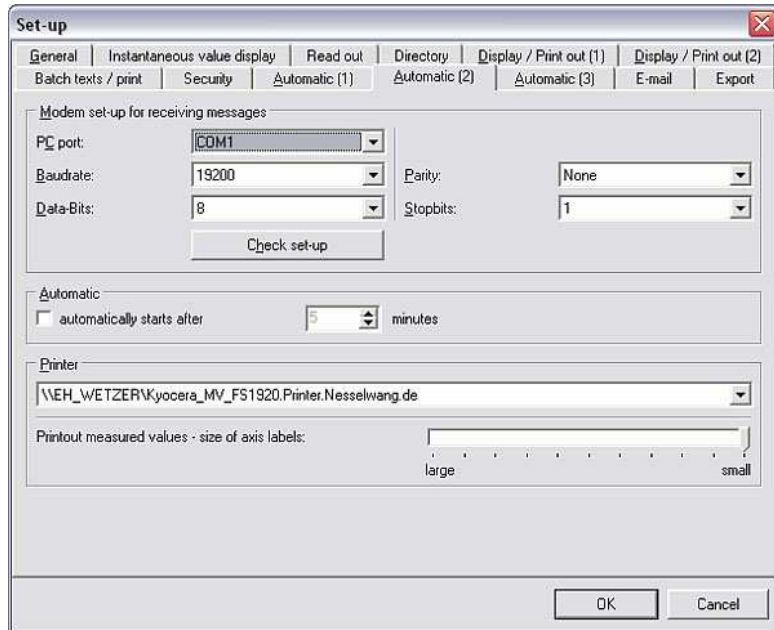 Set-up
General Instantaneous value display Read out Directory Display / Print out (1) Display / Print out (2)
Batch texts / print Security Automatic (1) Automatic (2) Automatic (3) E-mail Export
Modem set-up for receiving messages
PC port: COM1
Baudrate: 19200 Parity: None
Data-Bits: 8 Stopbits: 1
Check set-up
Automatic
automatically starts after 5 minutes
Printer
\\EH_WETZER\Kyocera_MV_FS1920.Printer.Nesselwang.de
Printout measured values - size of axis labels:
large small
OK Cancel